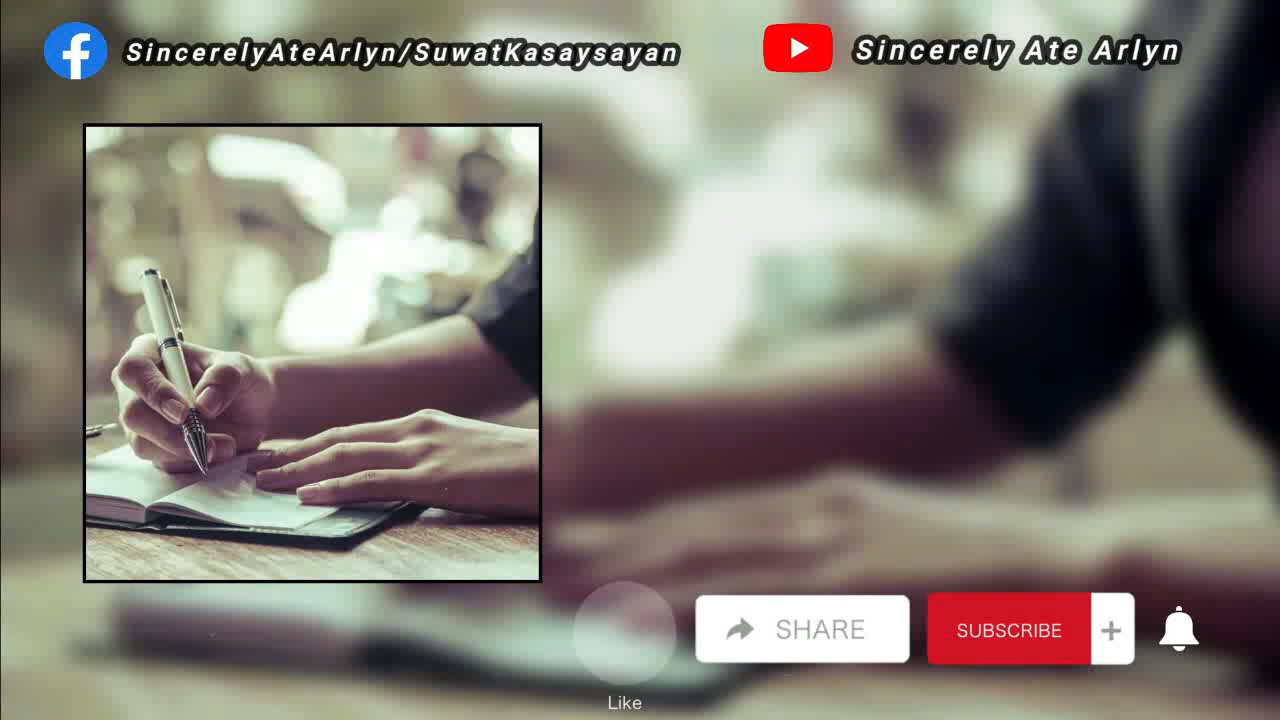 SincerelyAteArlyn/SuwatKasaysayan
Sincerely Ate Arlyn
SHARE
SUBSCRIBE
Like